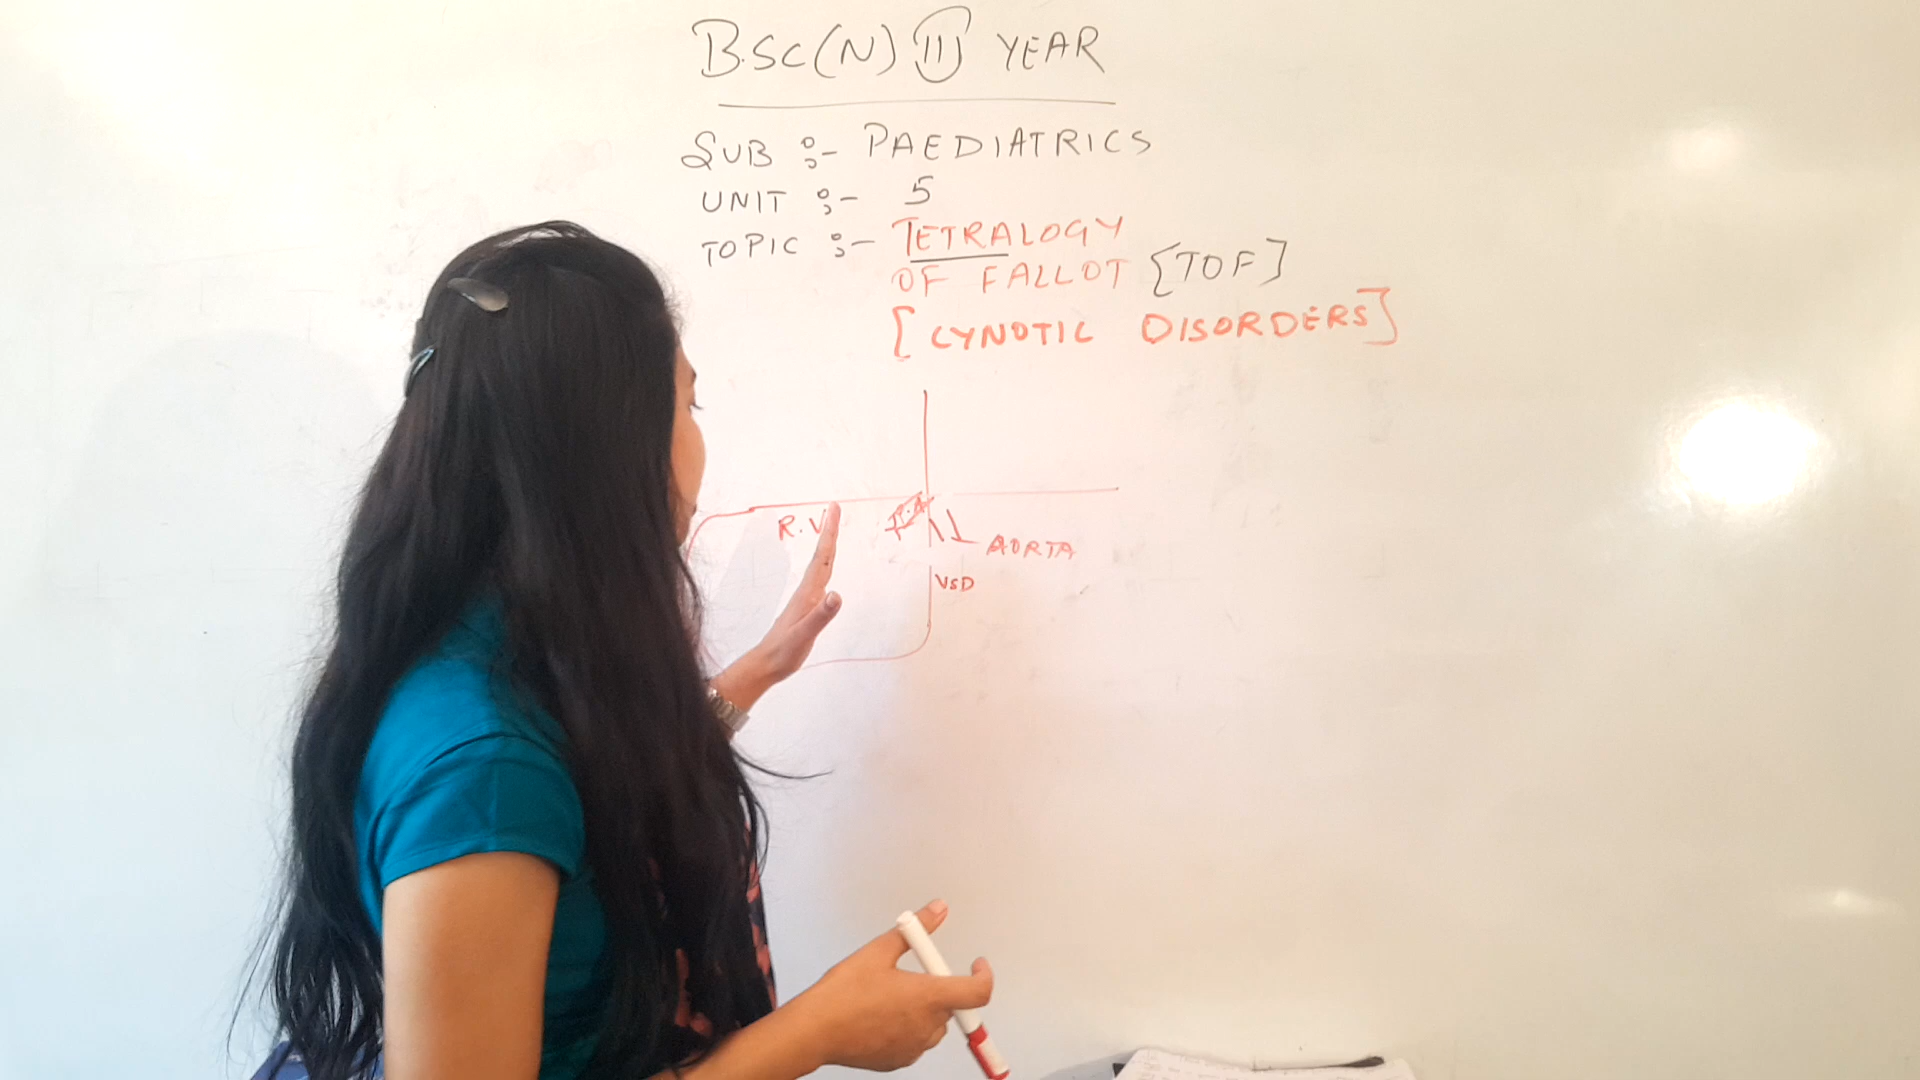 B.SC(N) III YEAR
SUB :- PAEDIATRICS
UNIT :- 5
TOPIC :- TETRALOGY
OF FALLOT [TOF]
[CYNOTIC DISORDERS]
R.V
P.A
AORTA
VSD